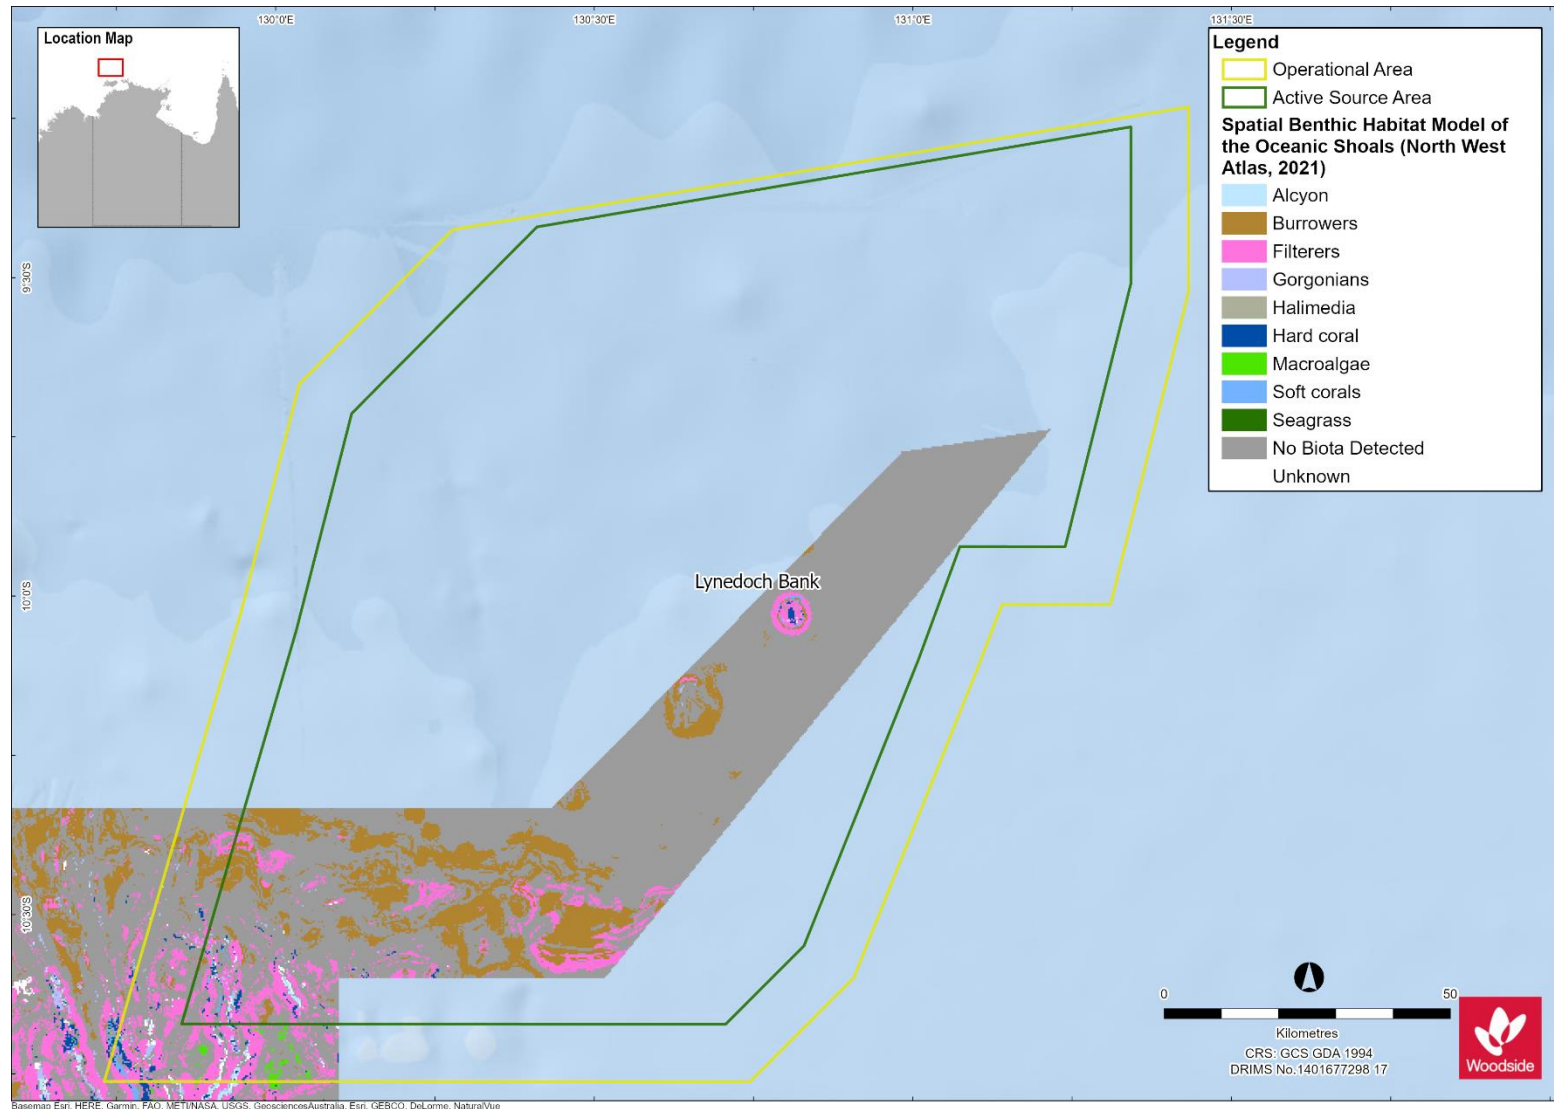 130°0'E
130°30'E
131°0'E
131°30'E
Location Map
Legend
Operational Area
Active Source Area
Spatial Benthic Habitat Model of
the Oceanic Shoals (North West
Atlas, 2021)
Alcyon
Burrowers
Filterers
Gorgonians
Halimedia
Hard coral
Macroalgae
Soft corals
Seagrass
No Biota Detected
Unknown
9°30'S
10°0'S
10°30'S
Lynedoch Bank
0
50
Kilometres
CRS: GCS GDA 1994
DRIMS No.1401677298 17
Woodside
Basemap Esri, HERE, Garmin, FAO, METI/NASA, USGS, GeosciencesAustralia, Esri, GEBCO, DeLorme, NaturalVue